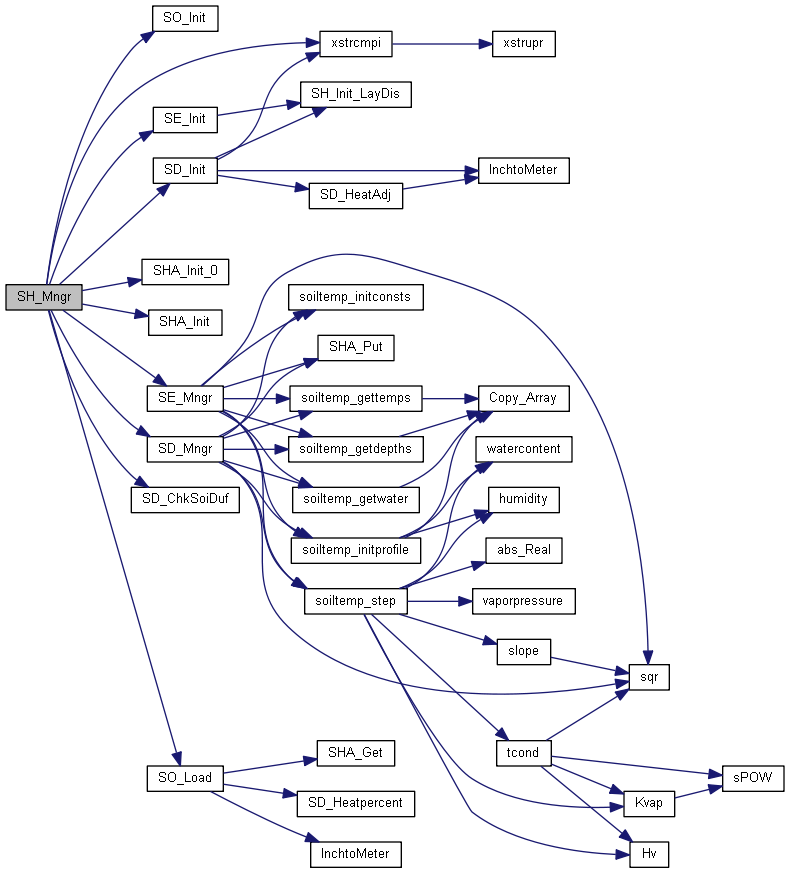 SO_Init
xstrcmpi
xstrupr
SH_Init_LayDis
SE_Init
SD_Init
InchtoMeter
SD_HeatAdj
SHA_Init_0
SH_Mngr
soiltemp_initconsts
SHA_Init
SHA_Put
SE_Mngr
soiltemp_gettemps
Copy_Array
SD_Mngr
soiltemp_getdepths
watercontent
SD_ChkSoiDuf
soiltemp_getwater
humidity
soiltemp_initprofile
abs_Real
soiltemp_step
vaporpressure
slope
sqr
SHA_Get
tcond
SO_Load
sPOW
SD_Heatpercent
Kvap
InchtoMeter
Hv